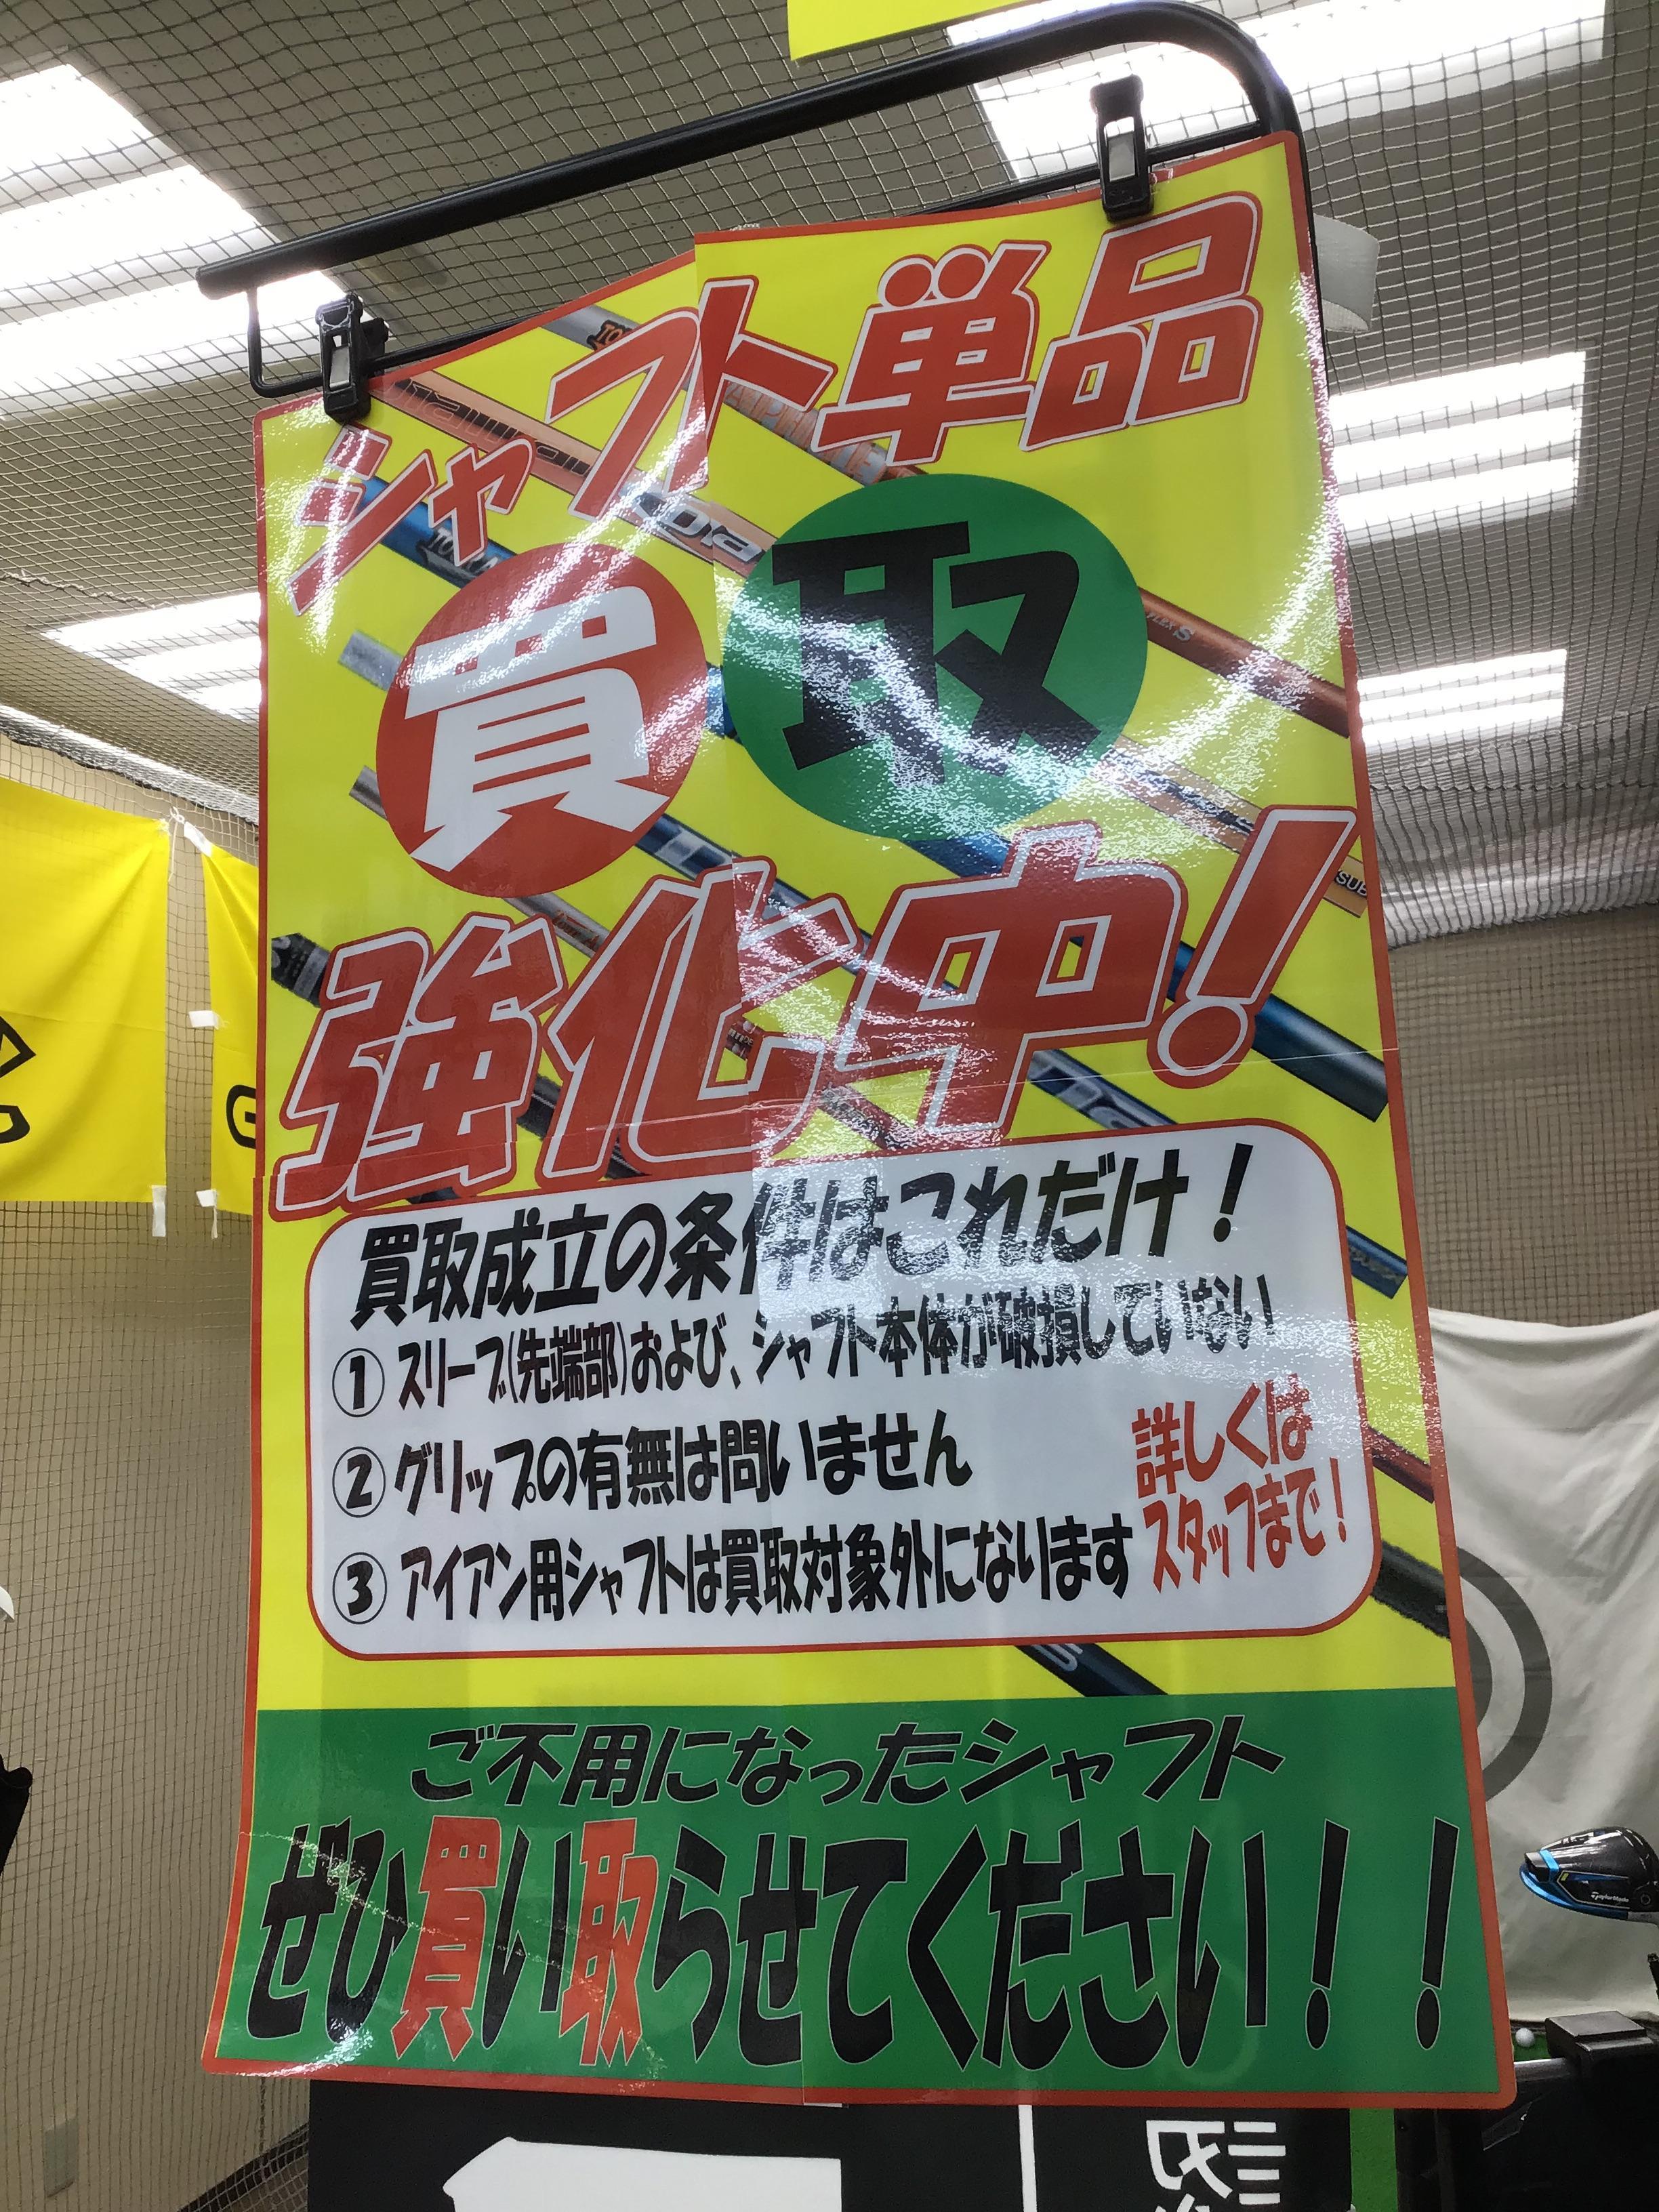 シャフト単品
買取
強化中!
買取成立の条件はこれだけ!
① スリーブ(先端部)および、シャフト本体が破損していない
② グリップの有無は問いません
③ アイアン用シャフトは買取対象外になります
詳しくは
スタッフまで!
ご不用になったシャフト
ぜひ買い取らせてください!!
TaylorMade